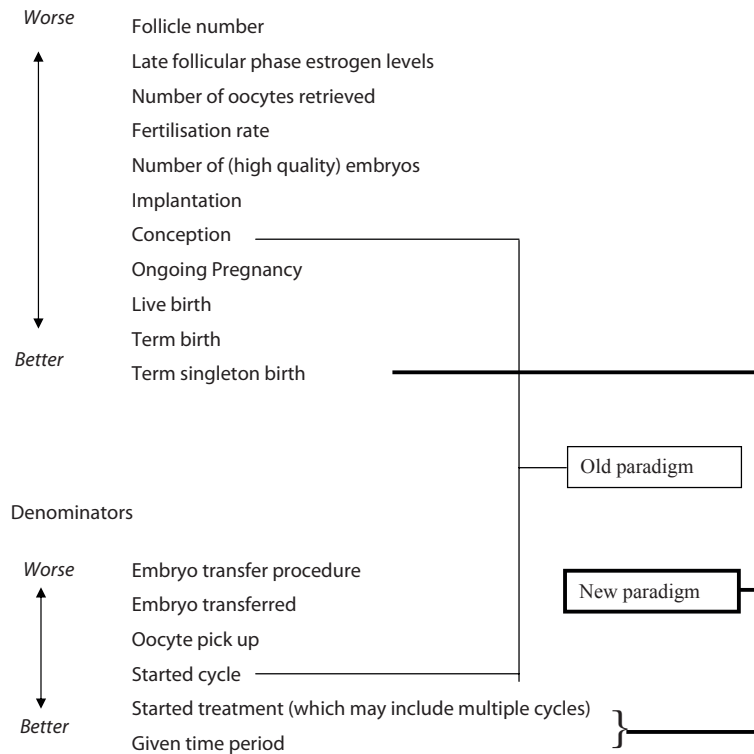 Worse
Follicle number
Late follicular phase estrogen levels
Number of oocytes retrieved
Fertilisation rate
Number of (high quality) embryos
Implantation
Conception
Ongoing Pregnancy
Live birth
Term birth
Better
Term singleton birth
Old paradigm
Denominators
Worse
Embryo transfer procedure
New paradigm
Embryo transferred
Oocyte pick up
Started cycle
Started treatment (which may include multiple cycles)
Better
Given time period